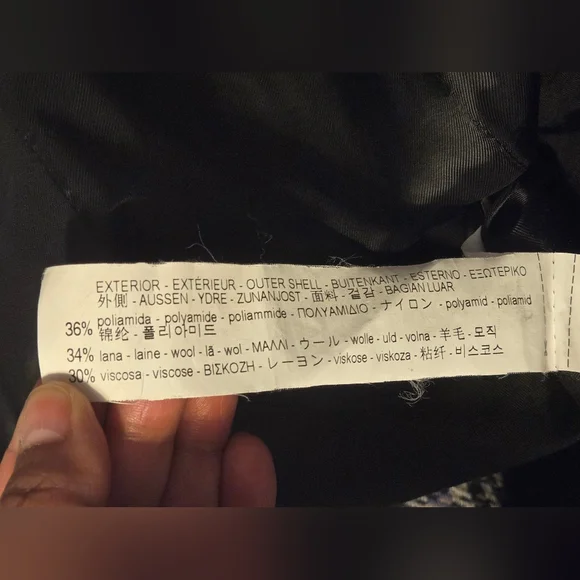 EXTERIOR - EXTÉRIEUR - OUTER SHELL - BUITENKANT - ESTERNO - ΕΞΩΤΕΡΙΚΟ
外側 - AUSSEN - YDRE - ZUNANJOST - 面料 - 겉감 - BAGIAN LUAR
36% poliamida - polyamide - poliammide - ΠΟΛΥΑΜΙΔΙΟ - ナイロン - polyamid - poliamid
锦纶 - 폴리아미드
34% lana - laine - wool - lã - wol - ΜΑΛΛΙ - ウール - wolle - uld - volna - 羊毛 - 모직
30% viscosa - viscose - ΒΙΣΚΟΖΗ - レーヨン - viskose - viskoza - 粘纤 - 비스코스